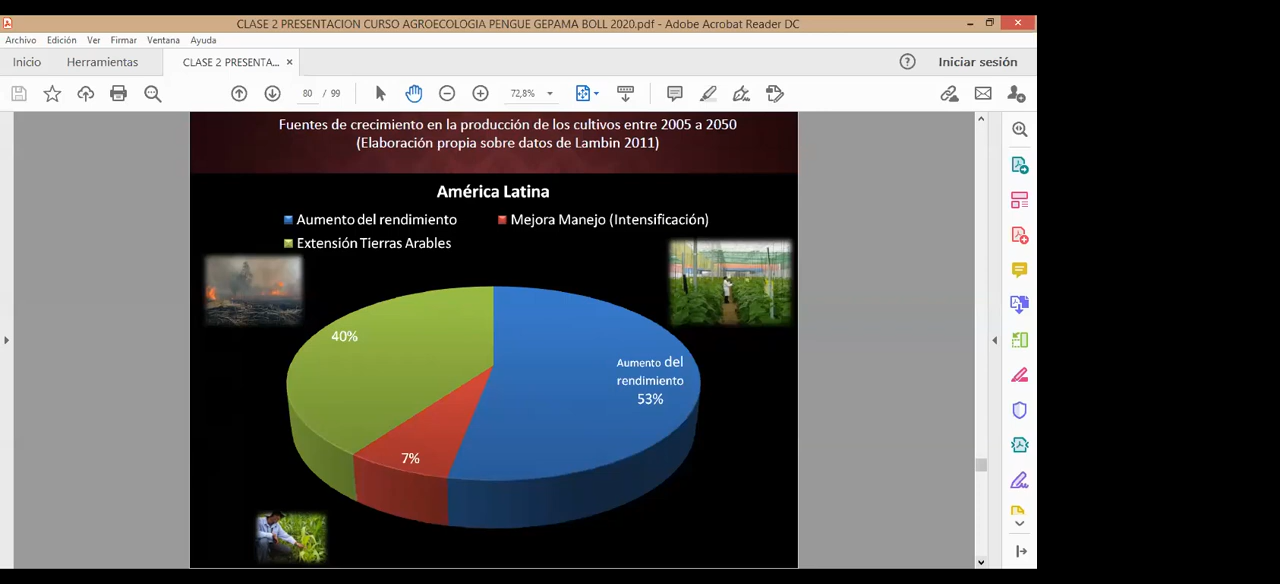 CLASE 2 PRESENTACION CURSO AGROECOLOGIA PENGUE GEPAMA BOLL 2020.pdf - Adobe Acrobat Reader DC
Archivo Edición Ver Firmar Ventana Ayuda
Inicio Herramientas CLASE 2 PRESENTA... × Iniciar sesión
80 / 99 72,8%
Fuentes de crecimiento en la producción de los cultivos entre 2005 a 2050
(Elaboración propia sobre datos de Lambin 2011)
América Latina
Aumento del rendimiento Mejora Manejo (Intensificación)
Extensión Tierras Arables
40%
Aumento del
rendimiento
53%
7%